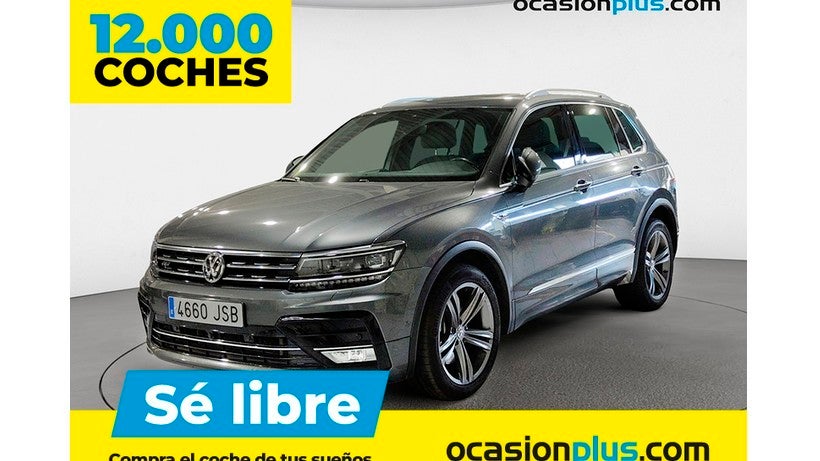 12.000
COCHES
ocasionplus.com
4660 JSB
Sé libre
Compra el coche de tus sueños
ocasionplus.com